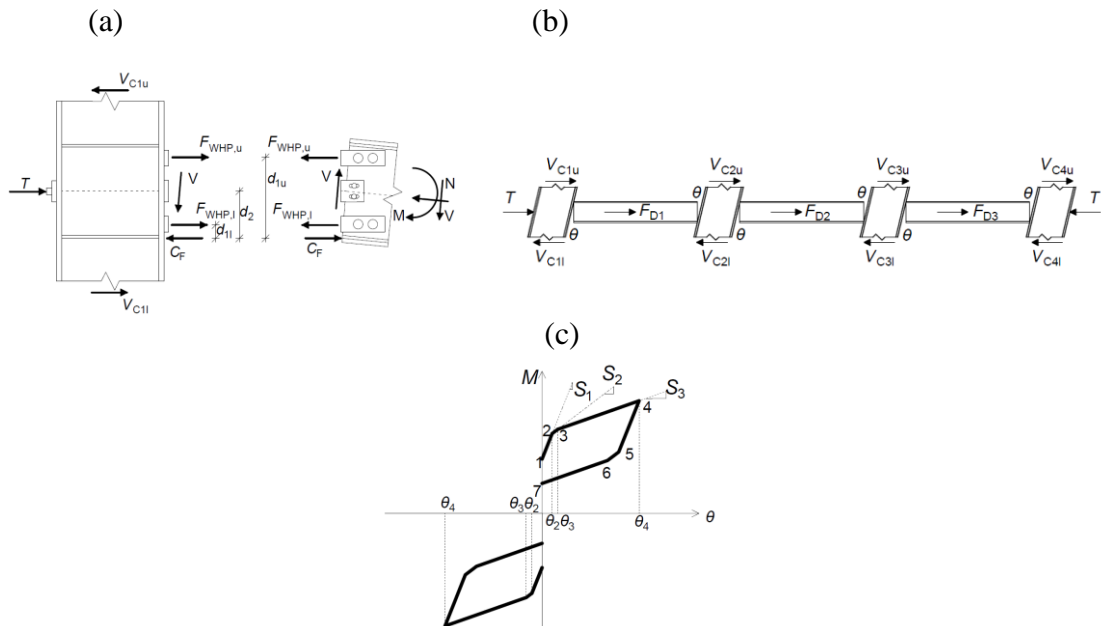 (a)
(b)
V_C1u
F_WHP,u
F_WHP,u
T
V
d_1u
V
N
F_WHP,l
d_2
F_WHP,l
M
V
d_1l
C_F
C_F
V_C1l
V_C1u
V_C2u
V_C3u
V_C4u
T
θ
F_D1
θ
F_D2
θ
F_D3
θ
T
θ
θ
θ
V_C1l
V_C2l
V_C3l
V_C4l
(c)
M
S_1
S_2
S_3
2
3
4
1
5
6
7
θ_4
θ_3
θ_2
θ_2
θ_3
θ_4
θ